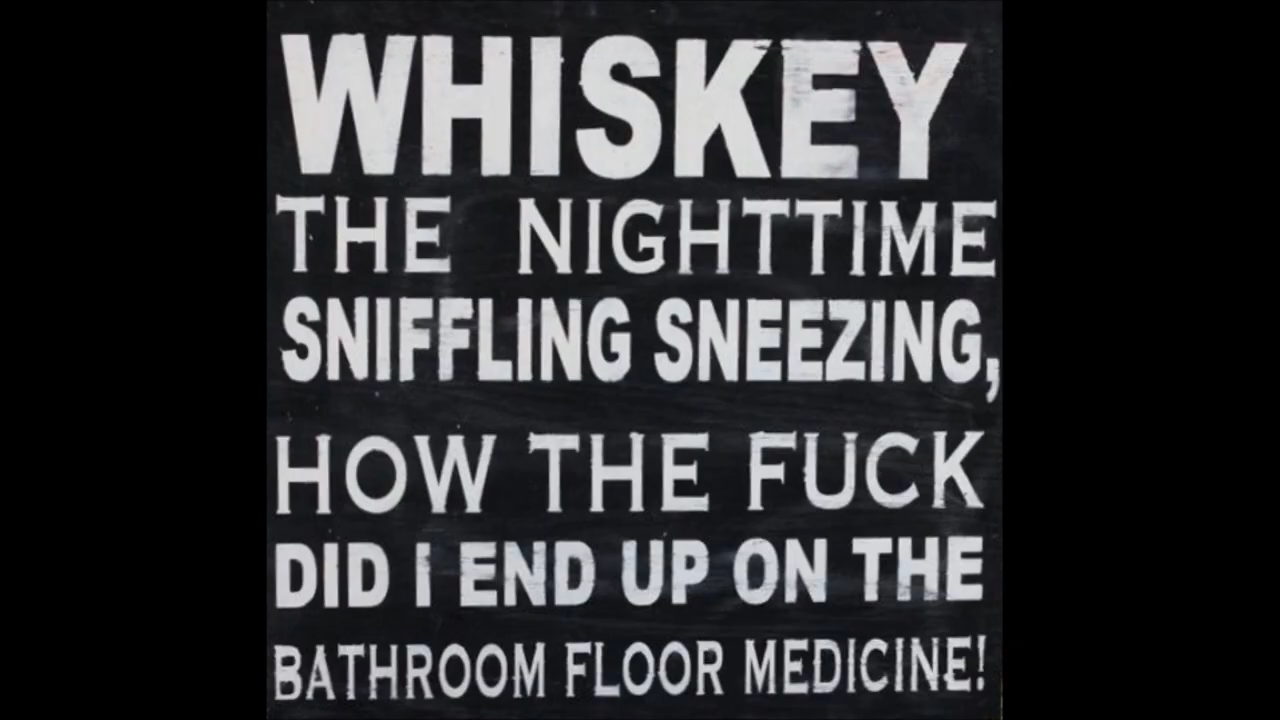 WHISKEY
THE NIGHTTIME
SNIFFLING SNEEZING,
HOW THE FUCK
DID I END UP ON THE
BATHROOM FLOOR MEDICINE!